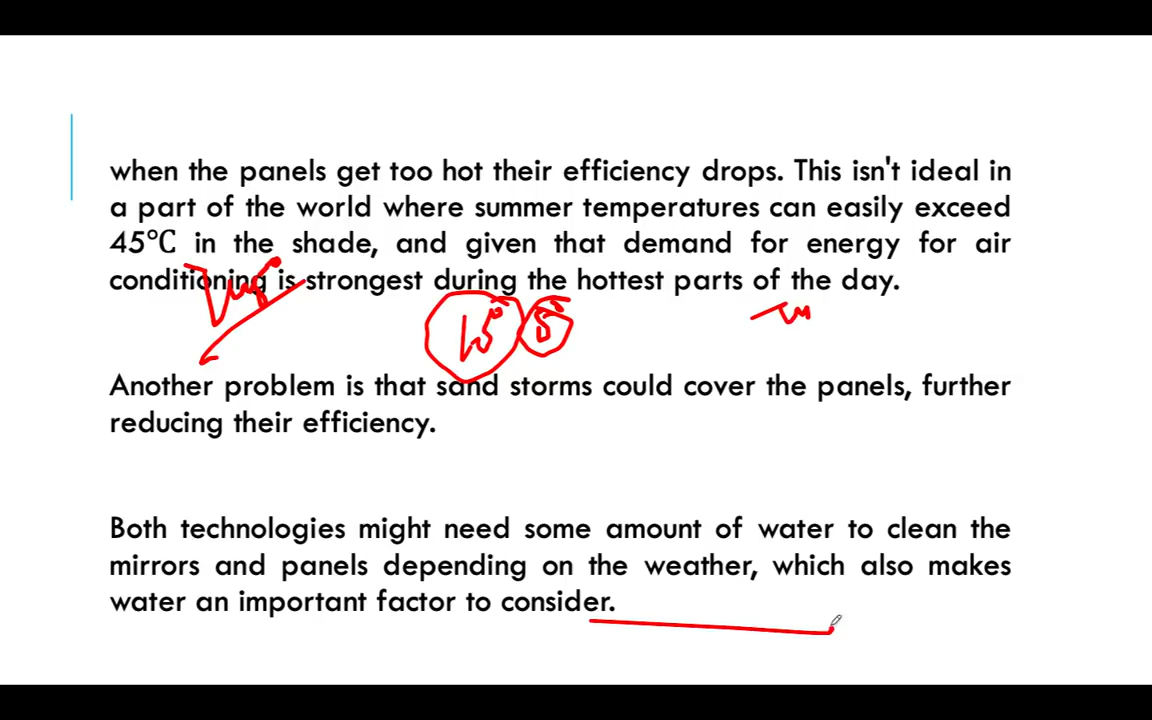 when the panels get too hot their efficiency drops. This isn't ideal in
a part of the world where summer temperatures can easily exceed
45°C in the shade, and given that demand for energy for air
conditioning is strongest during the hottest parts of the day.
Another problem is that sand storms could cover the panels, further
reducing their efficiency.
Both technologies might need some amount of water to clean the
mirrors and panels depending on the weather, which also makes
water an important factor to consider.